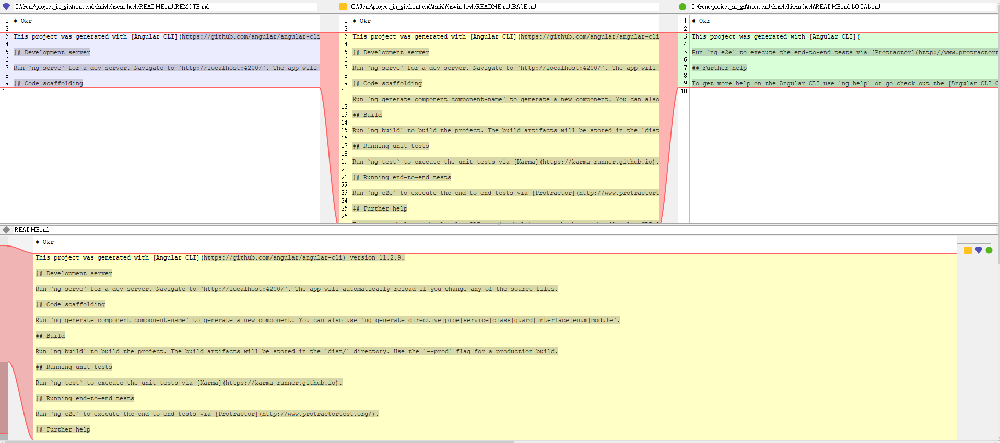 C:\Gene\project_in_git\front-end\finish\hiwin-hesh\README.md.REMOTE.md
1 # Okr
2
3 This project was generated with [Angular CLI](https://github.com/angular/angular-cli
4
5 ## Development server
6
7 Run `ng serve` for a dev server. Navigate to `http://localhost:4200/`. The app will
8
9 ## Code scaffolding
10
C:\Gene\project_in_git\front-end\finish\hiwin-hesh\README.md.BASE.md
1 # Okr
2
3 This project was generated with [Angular CLI](https://github.com/angular/angular-cli
4
5 ## Development server
6
7 Run `ng serve` for a dev server. Navigate to `http://localhost:4200/`. The app will
8
9 ## Code scaffolding
10
11 Run `ng generate component component-name` to generate a new component. You can also
12
13 ## Build
14
15 Run `ng build` to build the project. The build artifacts will be stored in the `dist
16
17 ## Running unit tests
18
19 Run `ng test` to execute the unit tests via [Karma](https://karma-runner.github.io).
20
21 ## Running end-to-end tests
22
23 Run `ng e2e` to execute the end-to-end tests via [Protractor](http://www.protractort
24
25 ## Further help
26
C:\Gene\project_in_git\front-end\finish\hiwin-hesh\README.md.LOCAL.md
1 # Okr
2
3 This project was generated with [Angular CLI](
4
5 Run `ng e2e` to execute the end-to-end tests via [Protractor](http://www.protractort
6
7 ## Further help
8
9 To get more help on the Angular CLI use `ng help` or go check out the [Angular CLI O
10
README.md
# Okr
This project was generated with [Angular CLI](https://github.com/angular/angular-cli) version 11.2.9.
## Development server
Run `ng serve` for a dev server. Navigate to `http://localhost:4200/`. The app will automatically reload if you change any of the source files.
## Code scaffolding
Run `ng generate component component-name` to generate a new component. You can also use `ng generate directive|pipe|service|class|guard|interface|enum|module`.
## Build
Run `ng build` to build the project. The build artifacts will be stored in the `dist/` directory. Use the `--prod` flag for a production build.
## Running unit tests
Run `ng test` to execute the unit tests via [Karma](https://karma-runner.github.io).
## Running end-to-end tests
Run `ng e2e` to execute the end-to-end tests via [Protractor](http://www.protractortest.org/).
## Further help